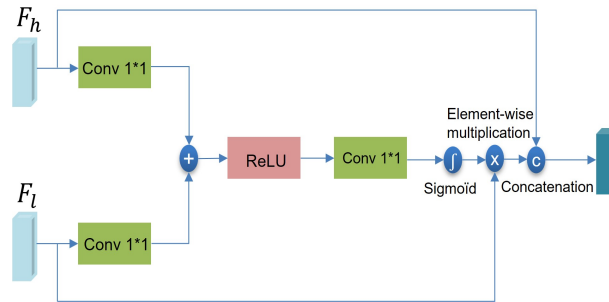 F_h
Conv 1*1
Element-wise
multiplication
+
ReLU
Conv 1*1
∫
x
c
Sigmoïd
Concatenation
F_l
Conv 1*1